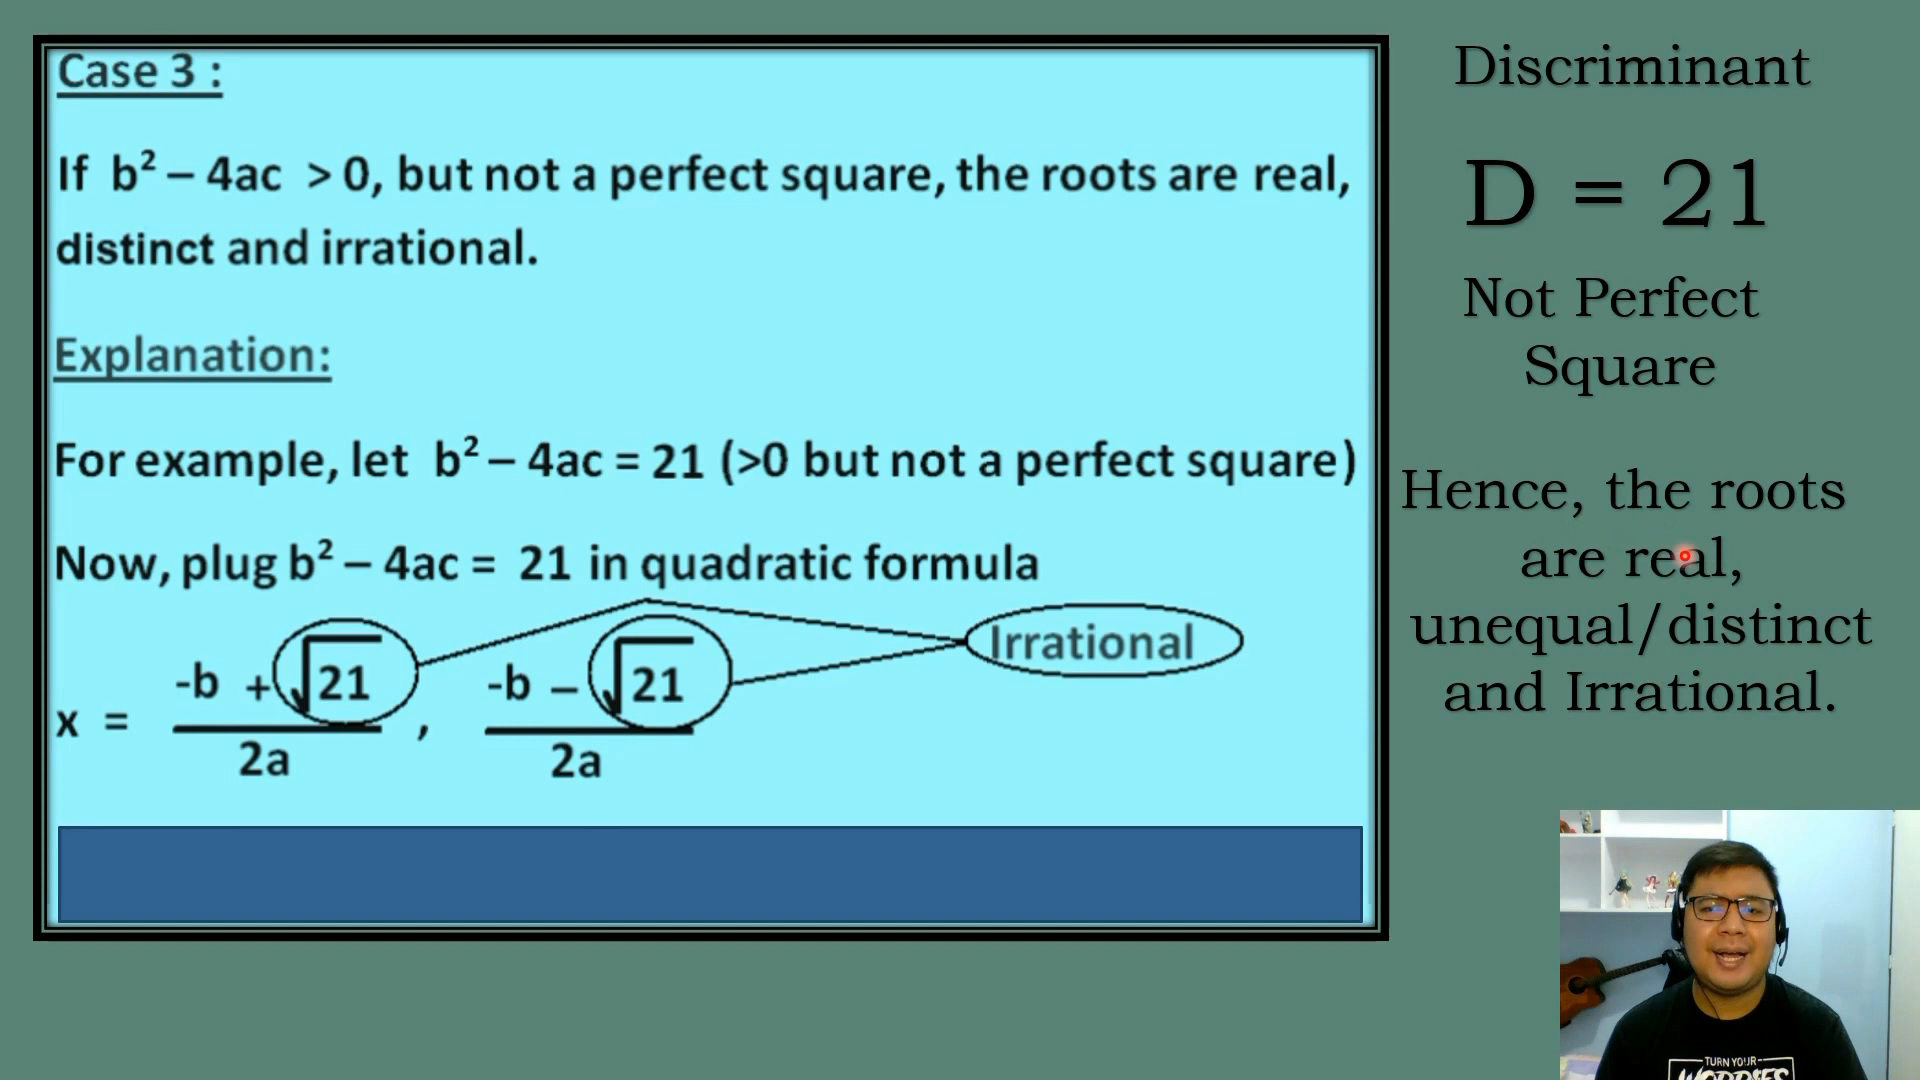 Case 3 :
If b² – 4ac > 0, but not a perfect square, the roots are real,
distinct and irrational.
Explanation:
For example, let b² – 4ac = 21 (>0 but not a perfect square)
Now, plug b² – 4ac = 21 in quadratic formula
x = -b + √21 / 2a , -b – √21 / 2a
Irrational
Discriminant
D = 21
Not Perfect
Square
Hence, the roots
are real,
unequal/distinct
and Irrational.
TURN YOUR
WORRIES